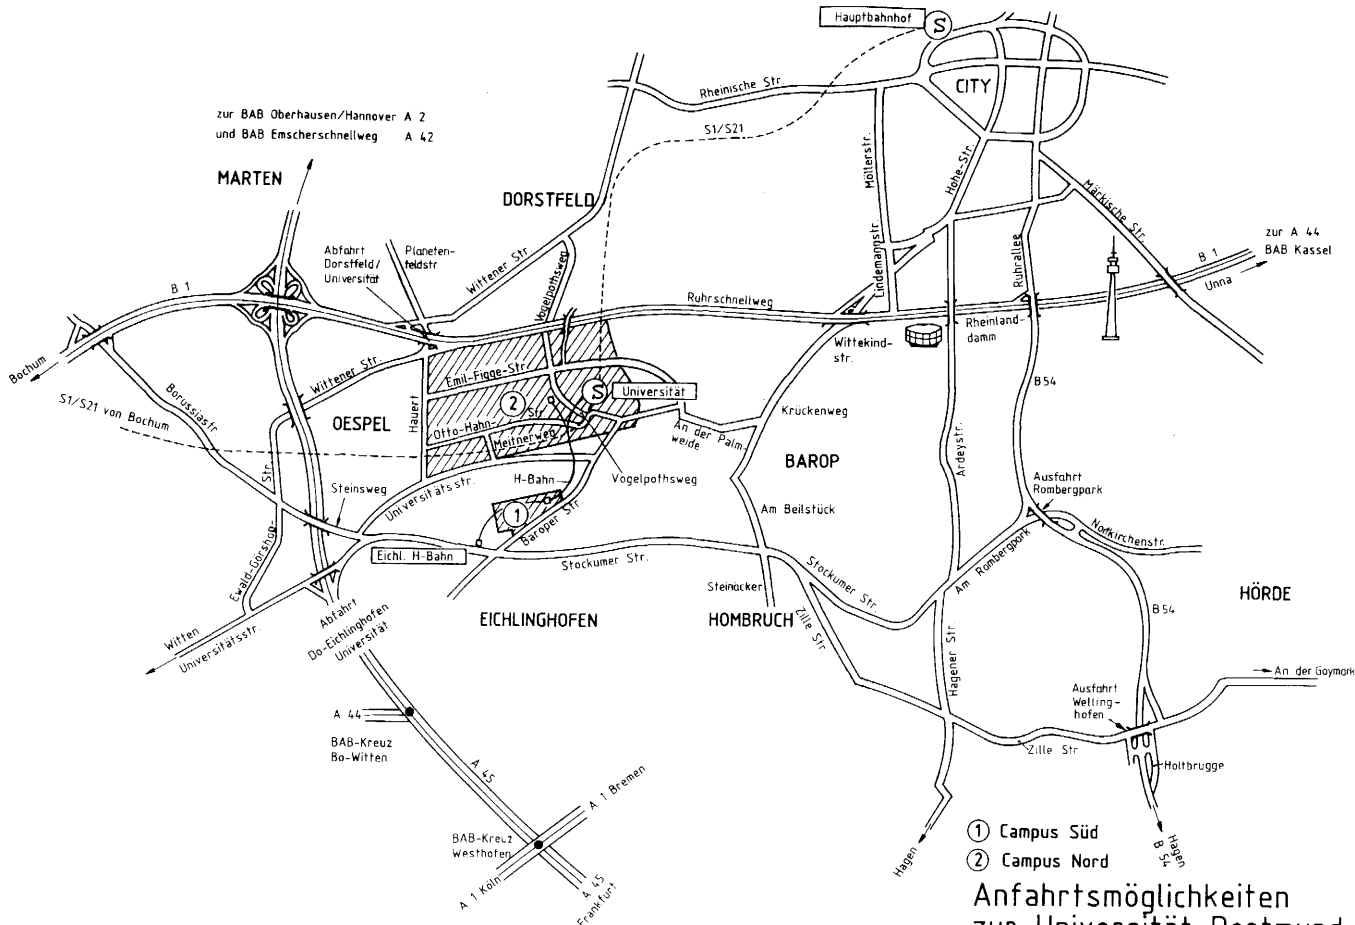 Hauptbahnhof
S
CITY
Rheinische Str.
S1/S21
zur BAB Oberhausen/Hannover A 2
und BAB Emscherschnellweg A 42
MARTEN
DORSTFELD
Möllerstr.
Hohe-Str.
Märkische Str.
zur A 44
BAB Kassel
Abfahrt
Dorstfeld/
Universität
Planeten-
feldstr.
Wittener Str.
Vogelpothsweg
Lindemannstr.
Ruhrallee
B 1
Unna
B 1
Ruhrschnellweg
Rheinland-
damm
Wittekind-
str.
Bochum
Wittener Str.
Emil-Figge-Str.
B54
Borussiastr.
S1/S21 von Bochum
OESPEL
Hauert
2
S
Universität
Otto-Hahn-
Str.
Meitnerweg
An der Palm-
weide
Krückenweg
BAROP
Ardeystr.
Steinsweg
Universitätsstr.
H-Bahn
Vogelpothsweg
1
Baroper Str.
Am Beilstück
Ausfahrt
Rombergpark
Nortkirchenstr.
Ewald-Görshop-
Str.
Eichl. H-Bahn
Stockumer Str.
Steinäcker
Stockumer Str.
Am Rombergpark
HÖRDE
EICHLINGHOFEN
HOMBRUCH
Zille Str
B54
Witten
Universitätsstr.
Abfahrt
Do-Eichlinghofen
Universität
Hagener Str.
An der Goymark
Ausfahrt
Welling-
hofen
A 44
BAB-Kreuz
Bo-Witten
Zille Str
Holtbrügge
A 45
A 1 Bremen
BAB-Kreuz
Westhofen
A 1 Köln
A 45
Frankfurt
Hagen
Hagen
B 54
1 Campus Süd
2 Campus Nord
Anfahrtsmöglichkeiten
zur Universität Dortmund